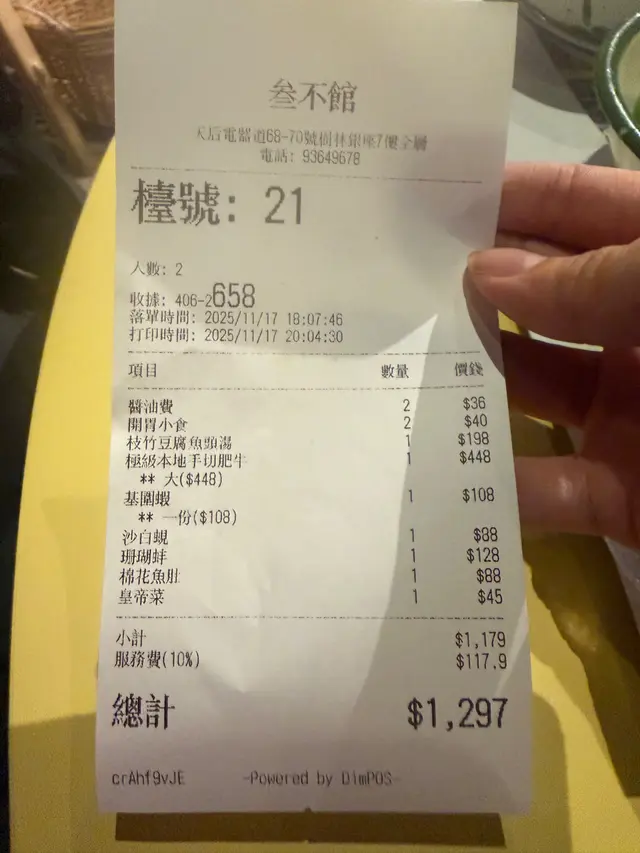 叁不館
天后電器道68-70號樹林銀座7樓全層
電話: 93649678
檯號: 21
人數: 2
收據: 406-2658
落單時間: 2025/11/17 18:07:46
打印時間: 2025/11/17 20:04:30
項目 數量 價錢
醬油費 2 $36
開胃小食 2 $40
枝竹豆腐魚頭湯 1 $198
極級本地手切肥牛 1 $448
** 大($448)
基圍蝦 1 $108
** 一份($108)
沙白蜆 1 $88
珊瑚蚌 1 $128
棉花魚肚 1 $88
皇帝菜 1 $45
小計 $1,179
服務費(10%) $117.9
總計 $1,297
crAhf9vJE -Powered by DimPOS-